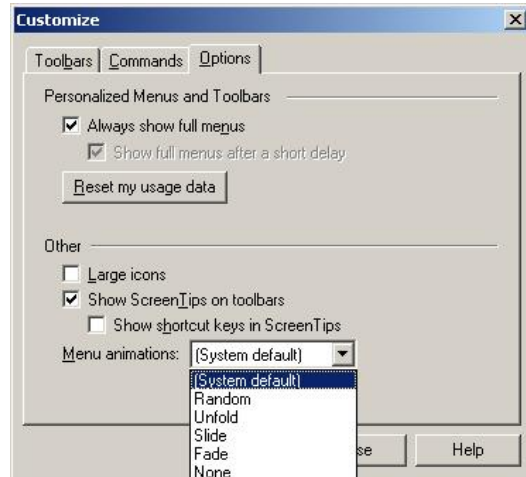 Customize
Toolbars Commands Options
Personalized Menus and Toolbars
Always show full menus
Show full menus after a short delay
Reset my usage data
Other
Large icons
Show ScreenTips on toolbars
Show shortcut keys in ScreenTips
Menu animations: (System default)
(System default)
Random
Unfold
Slide
Fade
None
Help